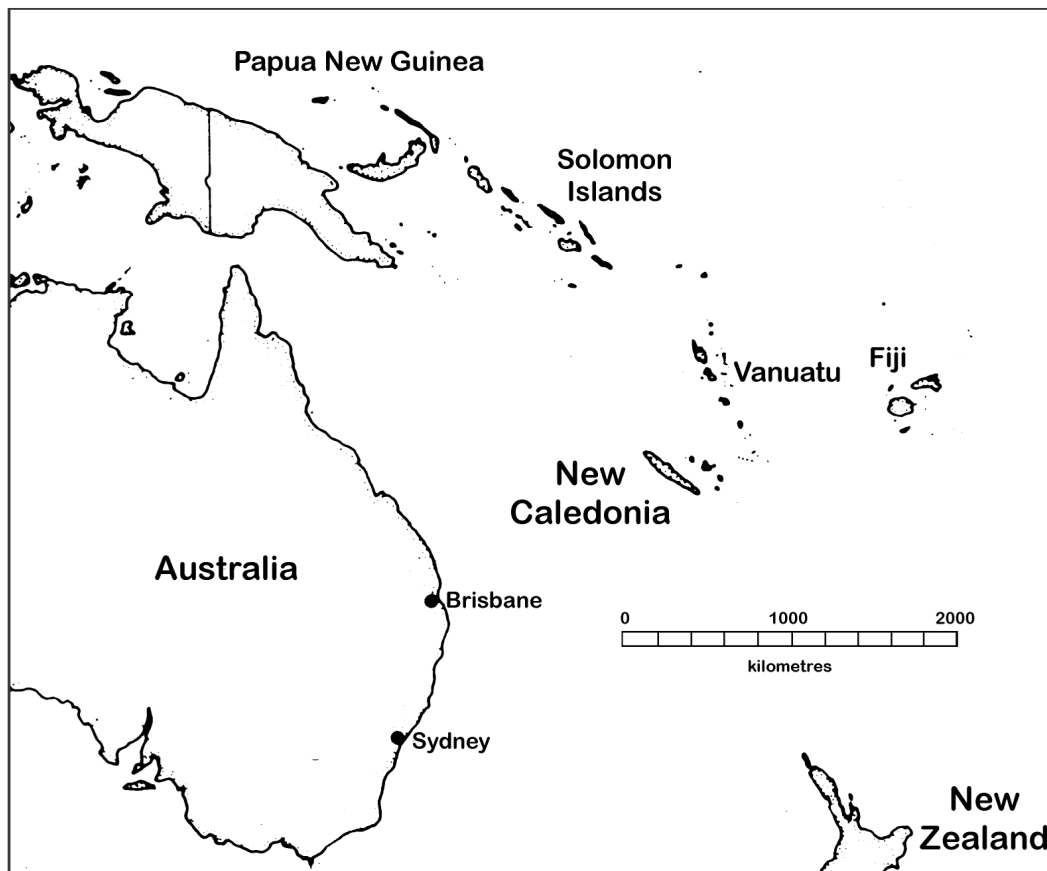 Papua New Guinea
Solomon
Islands
Vanuatu
Fiji
New
Caledonia
Australia
Brisbane
0 1000 2000
kilometres
Sydney
New
Zealand